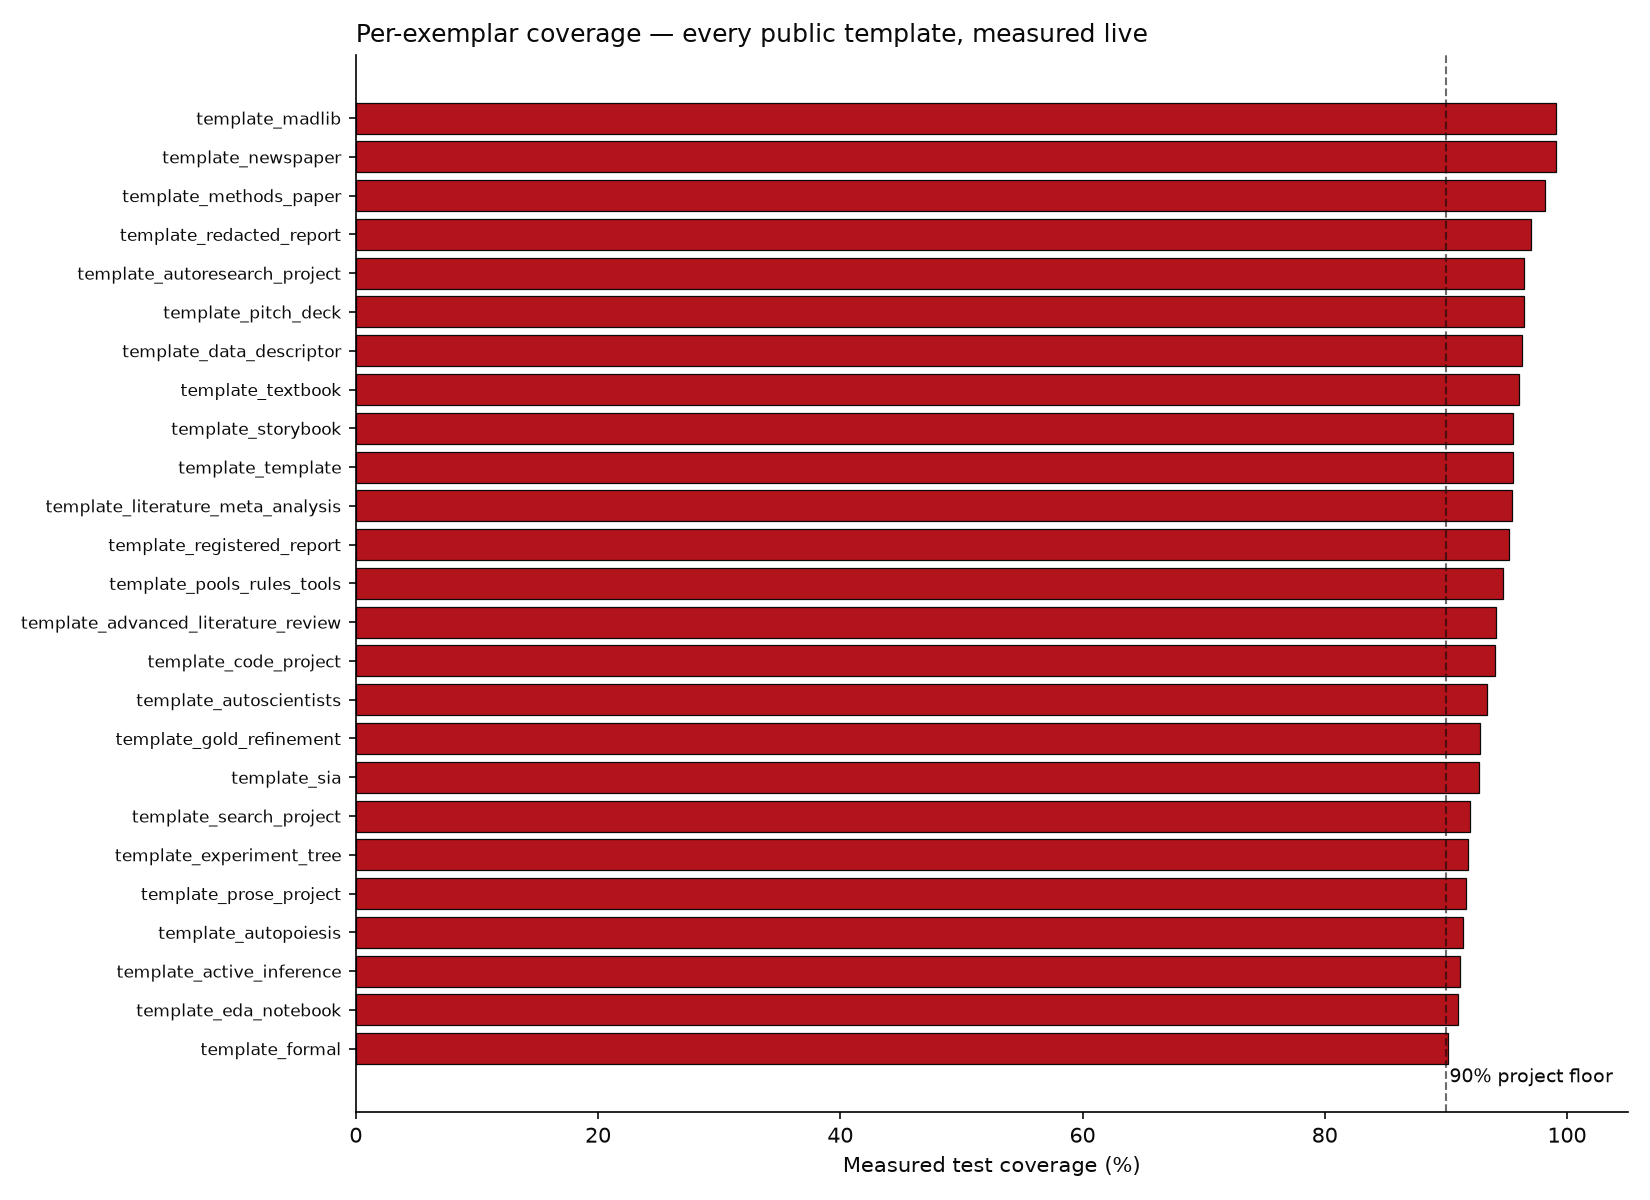 Per-exemplar coverage — every public template, measured live
template_madlib
template_newspaper
template_methods_paper
template_redacted_report
template_autoresearch_project
template_pitch_deck
template_data_descriptor
template_textbook
template_storybook
template_template
template_literature_meta_analysis
template_registered_report
template_pools_rules_tools
template_advanced_literature_review
template_code_project
template_autoscientists
template_gold_refinement
template_sia
template_search_project
template_experiment_tree
template_prose_project
template_autopoiesis
template_active_inference
template_eda_notebook
template_formal
90% project floor
0 20 40 60 80 100
Measured test coverage (%)